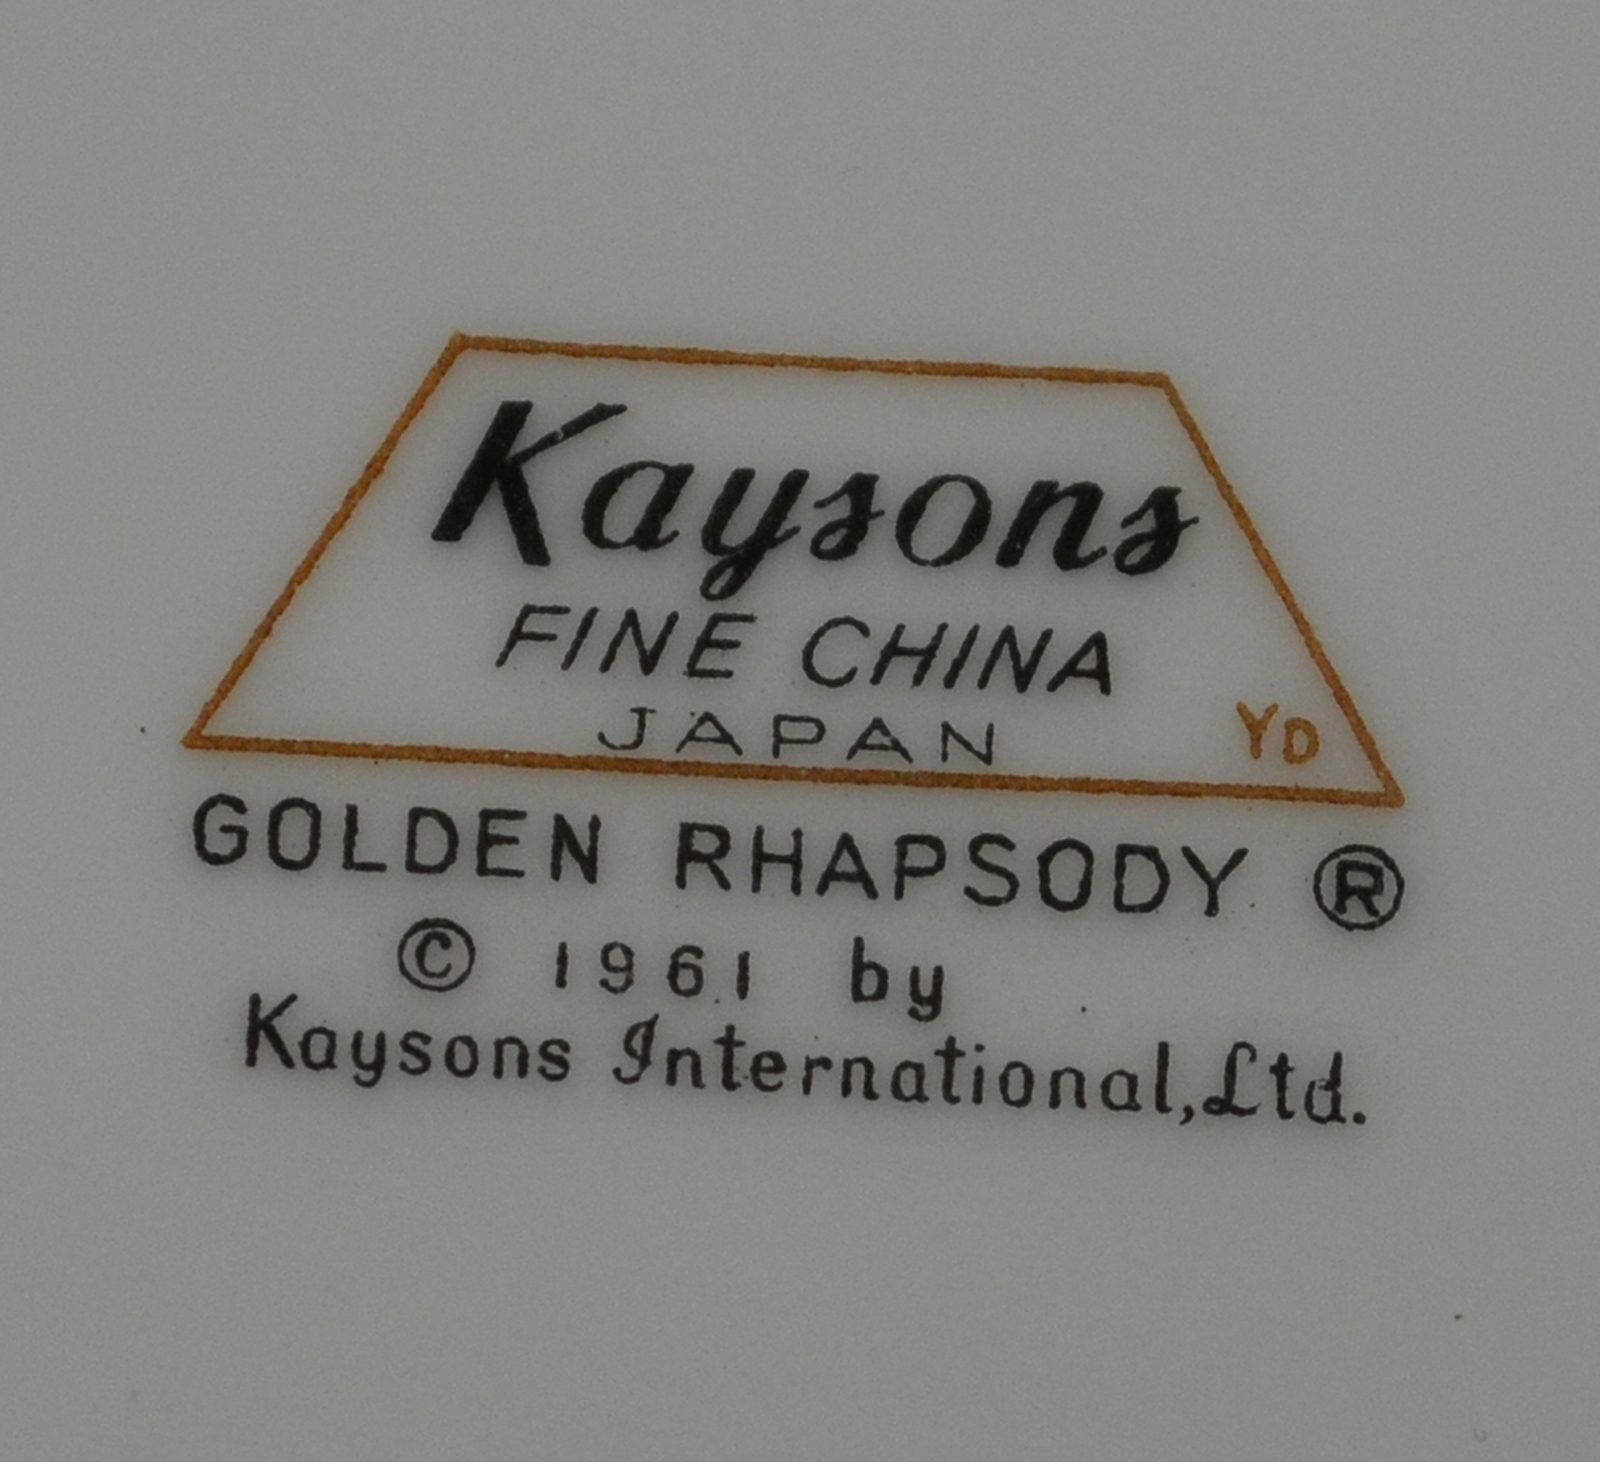 Kaysons
FINE CHINA
JAPAN
YD
GOLDEN RHAPSODY ®
© 1961 by
Kaysons International, Ltd.